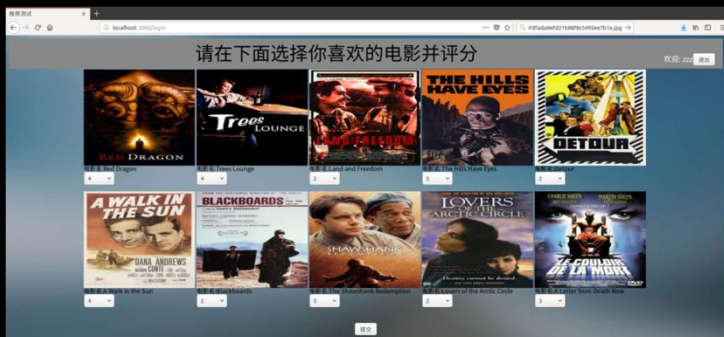 推荐测试
localhost:3000/login
请在下面选择你喜欢的电影并评分
欢迎: zzz 退出
RED DRAGON
Trees LOUNGE
LAND AND FREEDOM
THE HILLS HAVE EYES
DETOUR
电影名:Red Dragon
电影名:Trees Lounge
电影名:Land and Freedom
电影名:The Hills Have Eyes
电影名:Detour
4
4
2
5
2
A WALK IN THE SUN
DANA ANDREWS
BLACKBOARDS
SHAWSHANK
LOVERS OF THE ARCTIC CIRCLE
CHARLIE SHEEN MARTIN SHEEN
LE COULOIR DE LA MORT
电影名:A Walk in the Sun
电影名:Blackboards
电影名:The Shawshank Redemption
电影名:Lovers of the Arctic Circle
电影名:A Letter from Death Row
4
2
5
2
3
提交